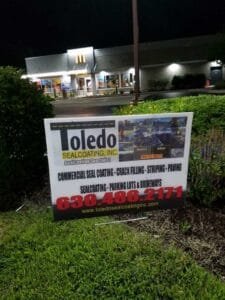 Toledo
SEALCOATING, INC.
COMMERCIAL SEAL COATING - CRACK FILLING - STRIPING - PAVING
SEALCOATING - PARKING LOTS & DRIVEWAYS
630-406-2171
www.toledosealcoatinginc.com